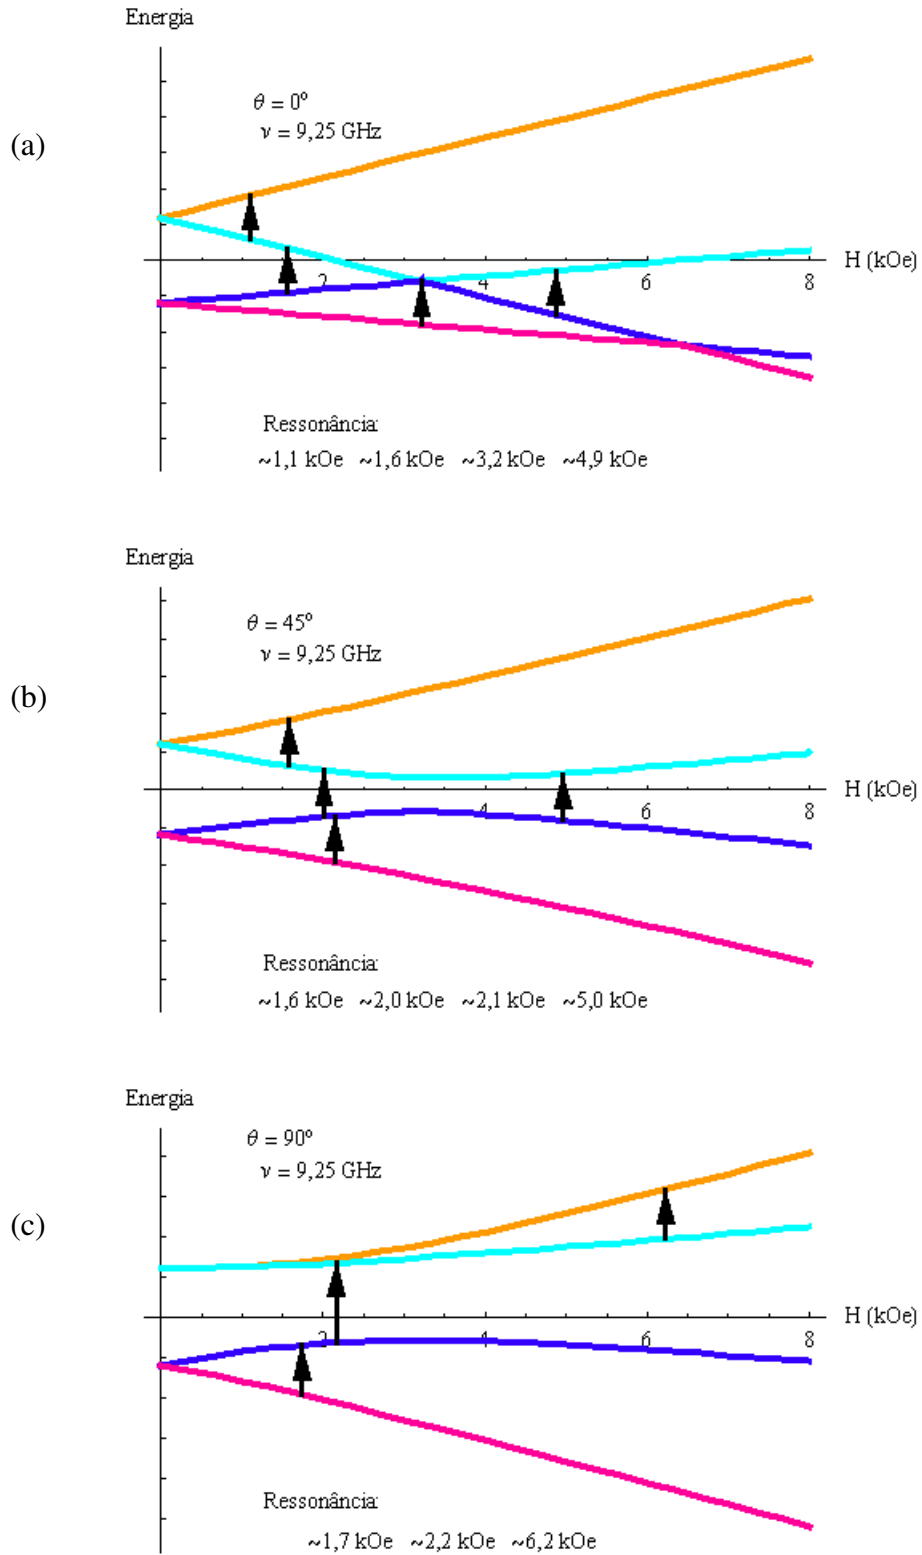 Energia
(a)
θ = 0º
ν = 9,25 GHz
2 4 6 8
H (kOe)
Ressonância:
~1,1 kOe ~1,6 kOe ~3,2 kOe ~4,9 kOe
Energia
(b)
θ = 45º
ν = 9,25 GHz
2 4 6 8
H (kOe)
Ressonância:
~1,6 kOe ~2,0 kOe ~2,1 kOe ~5,0 kOe
Energia
(c)
θ = 90º
ν = 9,25 GHz
2 4 6 8
H (kOe)
Ressonância:
~1,7 kOe ~2,2 kOe ~6,2 kOe